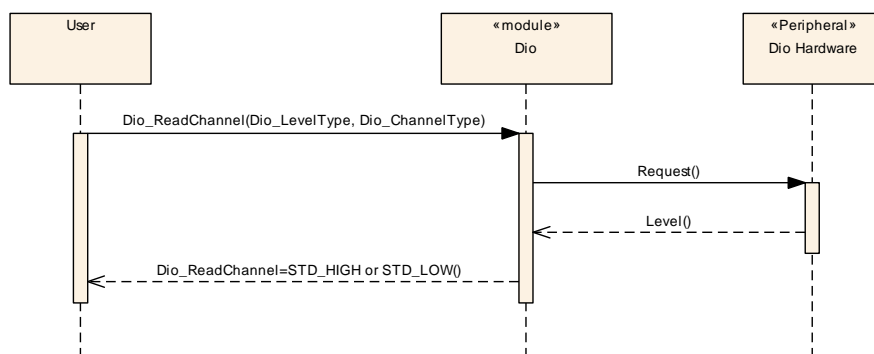 User
«module»
Dio
«Peripheral»
Dio Hardware
Dio_ReadChannel(Dio_LevelType, Dio_ChannelType)
Request()
Level()
Dio_ReadChannel=STD_HIGH or STD_LOW()